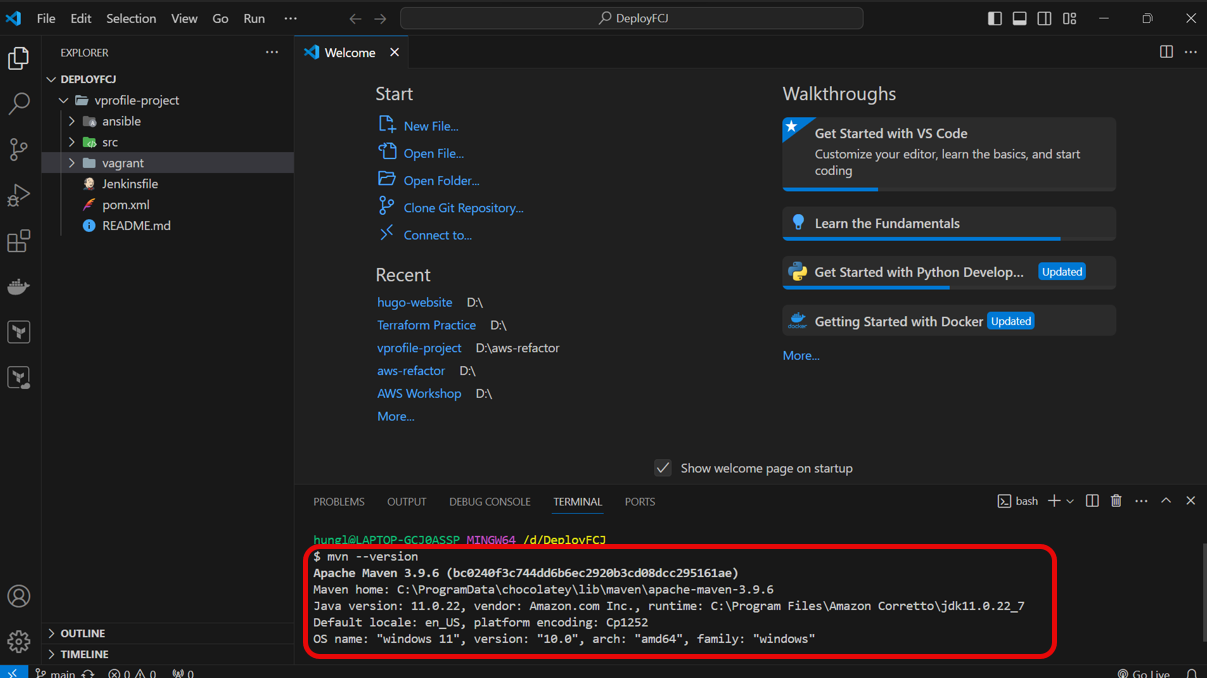 File Edit Selection View Go Run ···
DeployFCJ
EXPLORER
DEPLOYFCJ
vprofile-project
ansible
src
vagrant
Jenkinsfile
pom.xml
README.md
OUTLINE
TIMELINE
Welcome
Start
New File...
Open File...
Open Folder...
Clone Git Repository...
Connect to...
Recent
hugo-website D:\
Terraform Practice D:\
vprofile-project D:\aws-refactor
aws-refactor D:\
AWS Workshop D:\
More...
Walkthroughs
Get Started with VS Code
Customize your editor, learn the basics, and start
coding
Learn the Fundamentals
Get Started with Python Develop... Updated
docker
Getting Started with Docker Updated
More...
Show welcome page on startup
PROBLEMS OUTPUT DEBUG CONSOLE TERMINAL PORTS
bash
hungl@LAPTOP-GCJ0ASSP MINGW64 /d/DeployFCJ
$ mvn --version
Apache Maven 3.9.6 (bc0240f3c744dd6b6ec2920b3cd08dcc295161ae)
Maven home: C:\ProgramData\chocolatey\lib\maven\apache-maven-3.9.6
Java version: 11.0.22, vendor: Amazon.com Inc., runtime: C:\Program Files\Amazon Corretto\jdk11.0.22_7
Default locale: en_US, platform encoding: Cp1252
OS name: "windows 11", version: "10.0", arch: "amd64", family: "windows"
main 0 0 0
Go Live